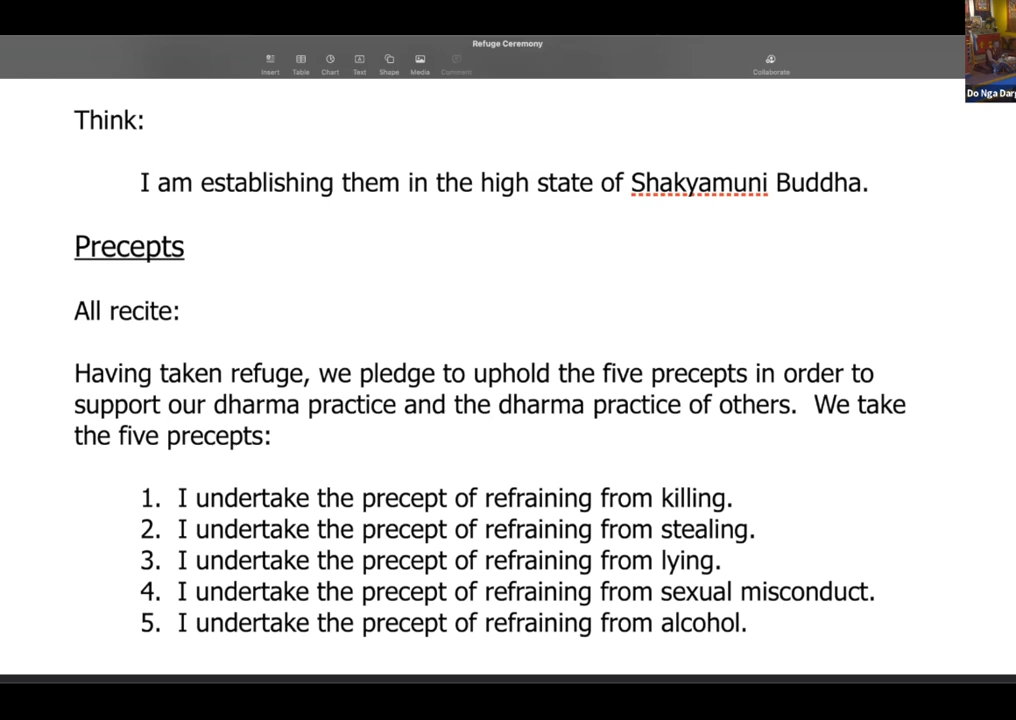 Refuge Ceremony
Insert Table Chart Text Shape Media Comment Collaborate
Do Nga Dar
Think:
I am establishing them in the high state of Shakyamuni Buddha.
Precepts
All recite:
Having taken refuge, we pledge to uphold the five precepts in order to
support our dharma practice and the dharma practice of others. We take
the five precepts:
1. I undertake the precept of refraining from killing.
2. I undertake the precept of refraining from stealing.
3. I undertake the precept of refraining from lying.
4. I undertake the precept of refraining from sexual misconduct.
5. I undertake the precept of refraining from alcohol.